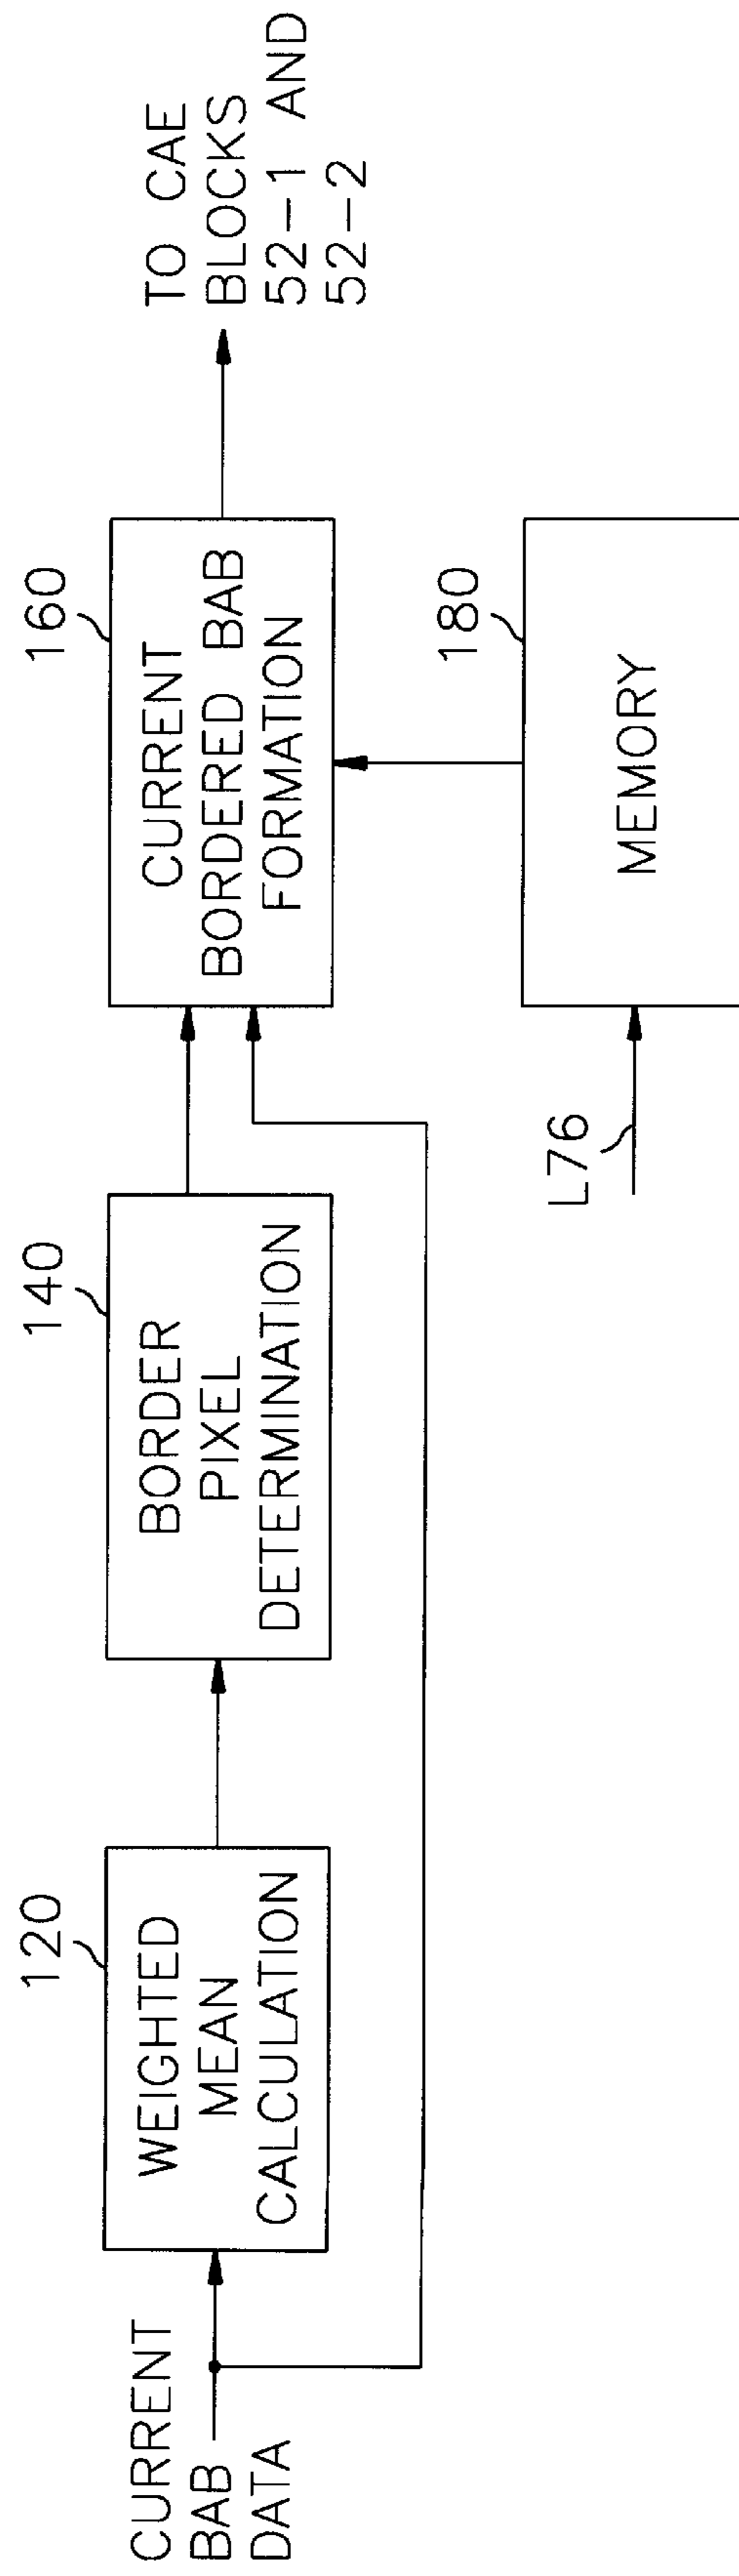 CURRENT
BAB
DATA
120
WEIGHTED
MEAN
CALCULATION
140
BORDER
PIXEL
DETERMINATION
160
CURRENT
BORDERED BAB
FORMATION
TO CAE
BLOCKS
52-1 AND
52-2
L76
180
MEMORY